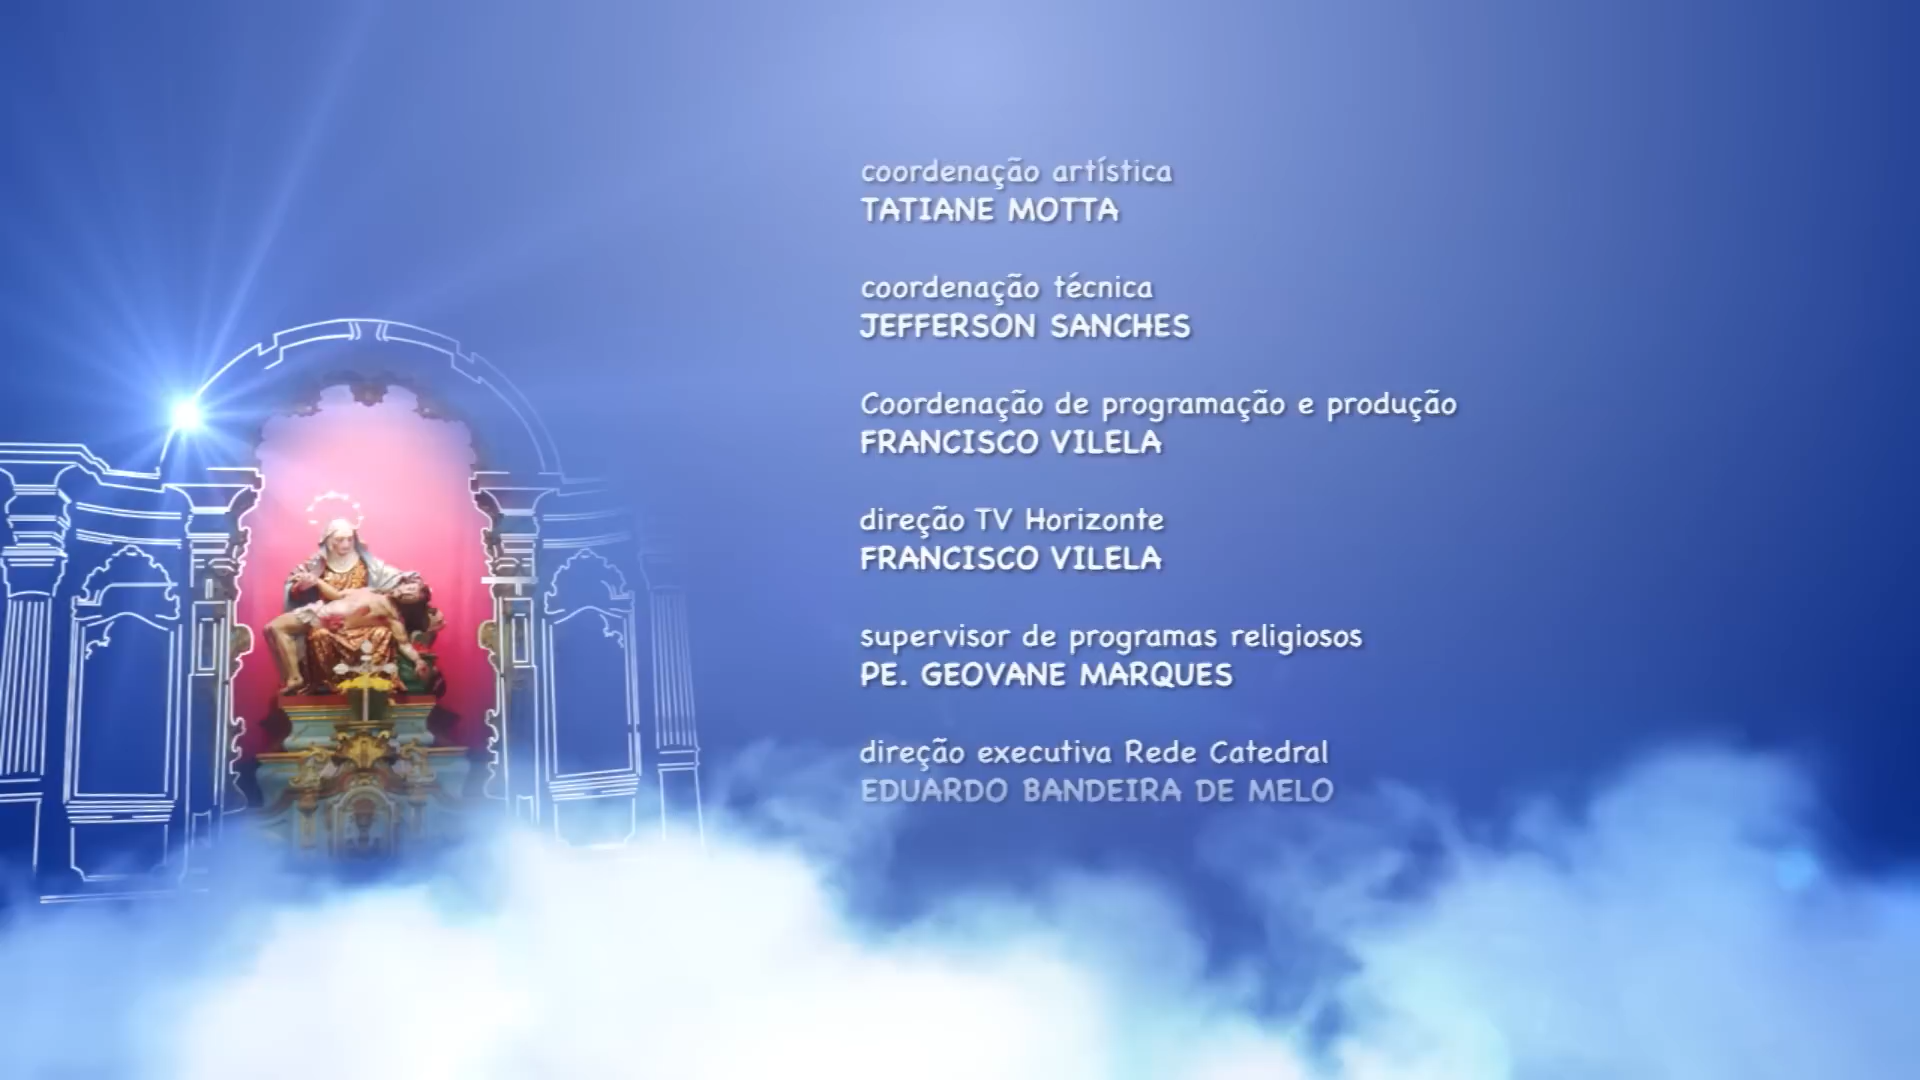 coordenação artística
TATIANE MOTTA
coordenação técnica
JEFFERSON SANCHES
Coordenação de programação e produção
FRANCISCO VILELA
direção TV Horizonte
FRANCISCO VILELA
supervisor de programas religiosos
PE. GEOVANE MARQUES
direção executiva Rede Catedral
EDUARDO BANDEIRA DE MELO